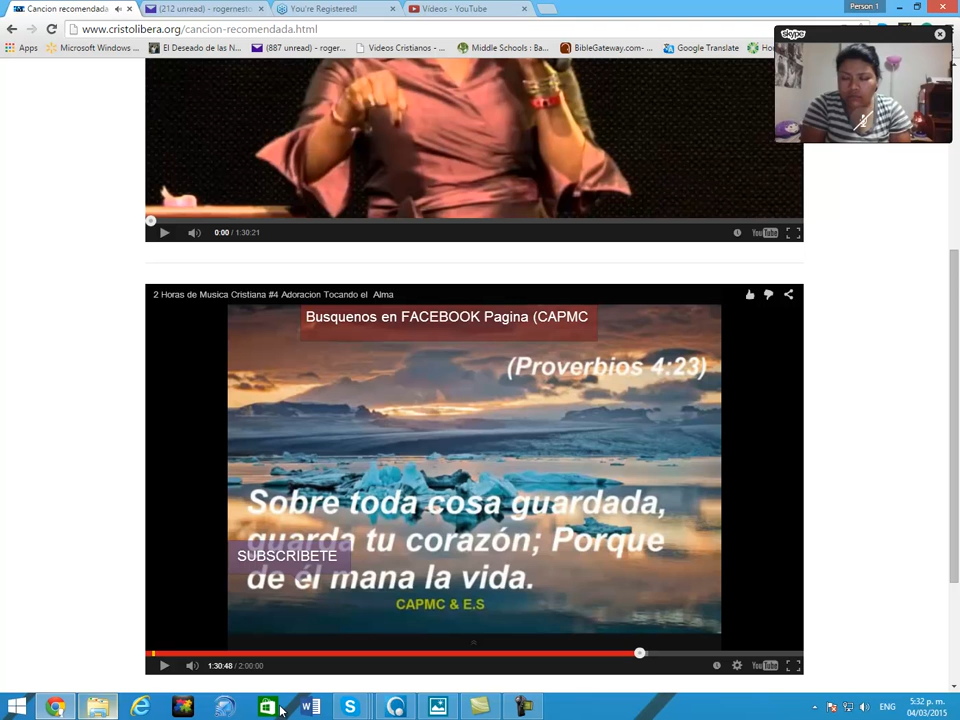 Cancion recomendada
(212 unread) - rogernesto
You're Registered!
Videos - YouTube
Person 1
www.cristolibera.org/cancion-recomendada.html
Apps
Microsoft Windows ...
El Deseado de las N...
(887 unread) - roger...
Videos Cristianos - ...
Middle Schools : Ba...
BibleGateway.com- ...
Google Translate
skype
0:00 / 1:30:21
YouTube
2 Horas de Musica Cristiana #4 Adoracion Tocando el Alma
Busquenos en FACEBOOK Pagina (CAPMC
(Proverbios 4:23)
Sobre toda cosa guardada,
guarda tu corazón; Porque
SUBSCRIBETE
de él mana la vida.
CAPMC & E.S
1:30:48 / 2:00:00
YouTube
ENG
5:32 p. m.
04/03/2015